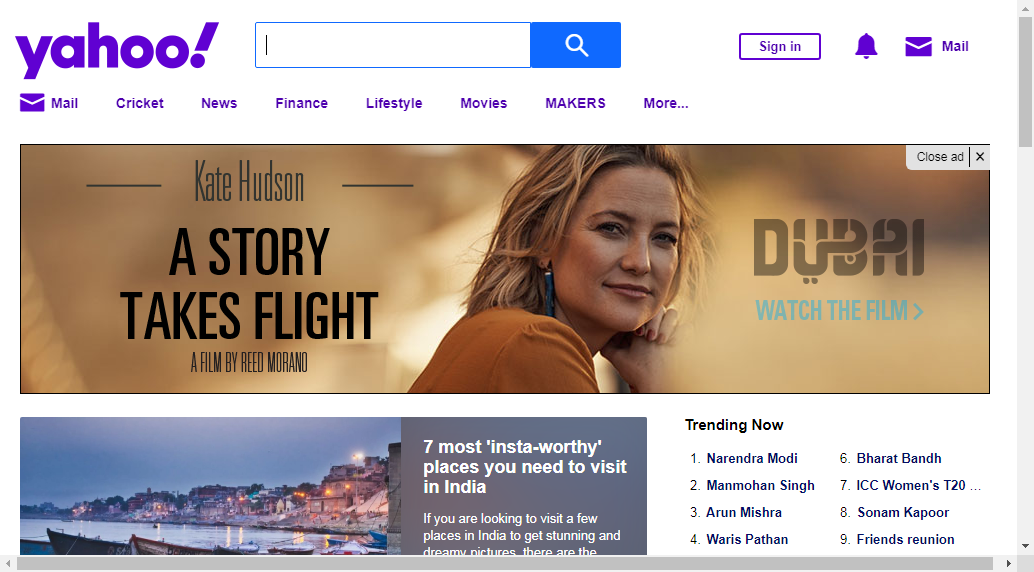 yahoo!
Sign in
Mail
Mail Cricket News Finance Lifestyle Movies MAKERS More...
Close ad ✕
Kate Hudson
A STORY
TAKES FLIGHT
A FILM BY REED MORANO
DUBAI
WATCH THE FILM >
7 most 'insta-worthy'
places you need to visit
in India
If you are looking to visit a few
places in India to get stunning and
dreamy pictures, there are the
Trending Now
1. Narendra Modi
2. Manmohan Singh
3. Arun Mishra
4. Waris Pathan
6. Bharat Bandh
7. ICC Women's T20 ...
8. Sonam Kapoor
9. Friends reunion